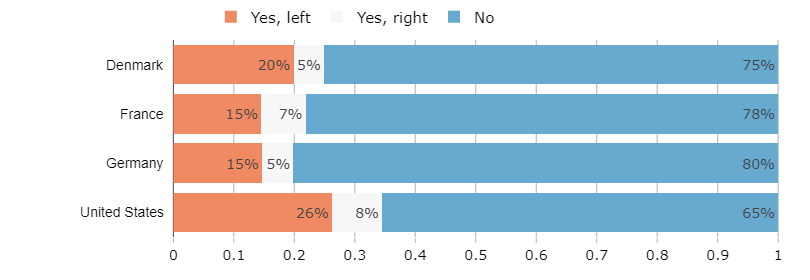 Yes, left Yes, right No
Denmark 20% 5% 75%
France 15% 7% 78%
Germany 15% 5% 80%
United States 26% 8% 65%
0 0.1 0.2 0.3 0.4 0.5 0.6 0.7 0.8 0.9 1